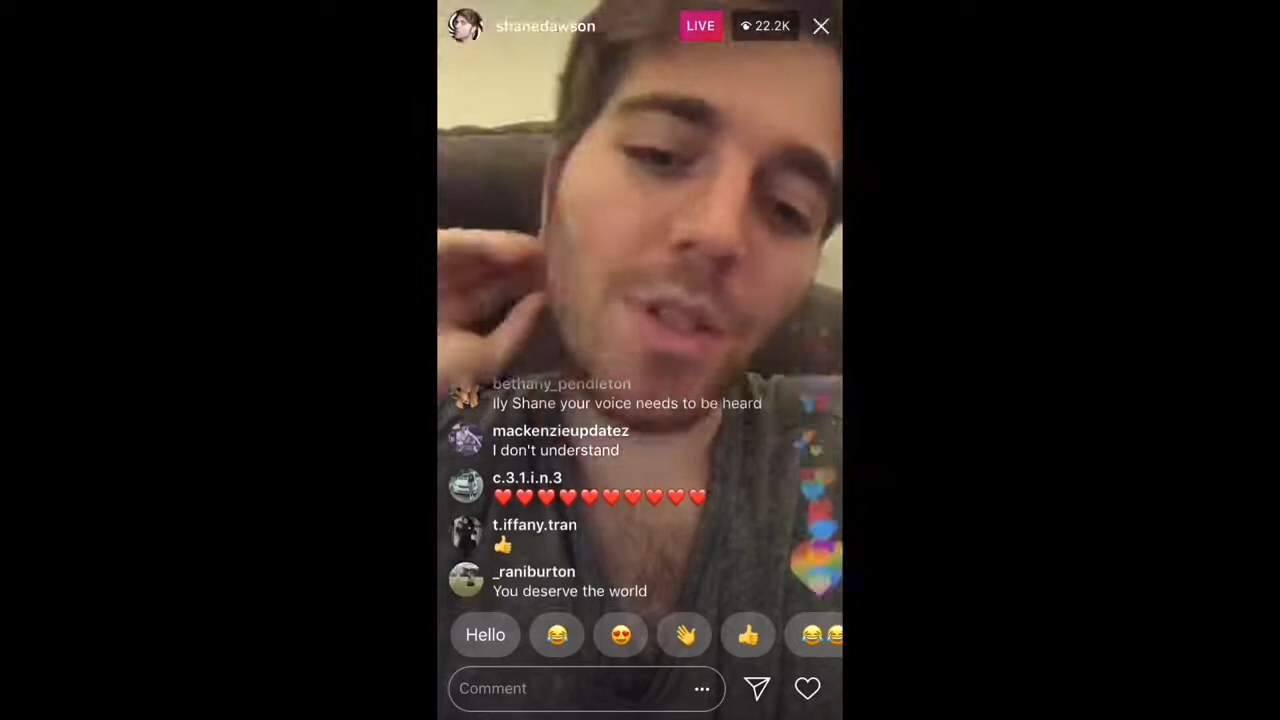 shanedawson
LIVE
22.2K
bethany_pendleton
Ily Shane your voice needs to be heard
mackenzieupdatez
I don't understand
c.3.1.i.n.3
❤️❤️❤️❤️❤️❤️❤️❤️❤️❤️
t.iffany.tran
👍
_raniburton
You deserve the world
Hello 😂 😍 👋 👍 😂😂
Comment